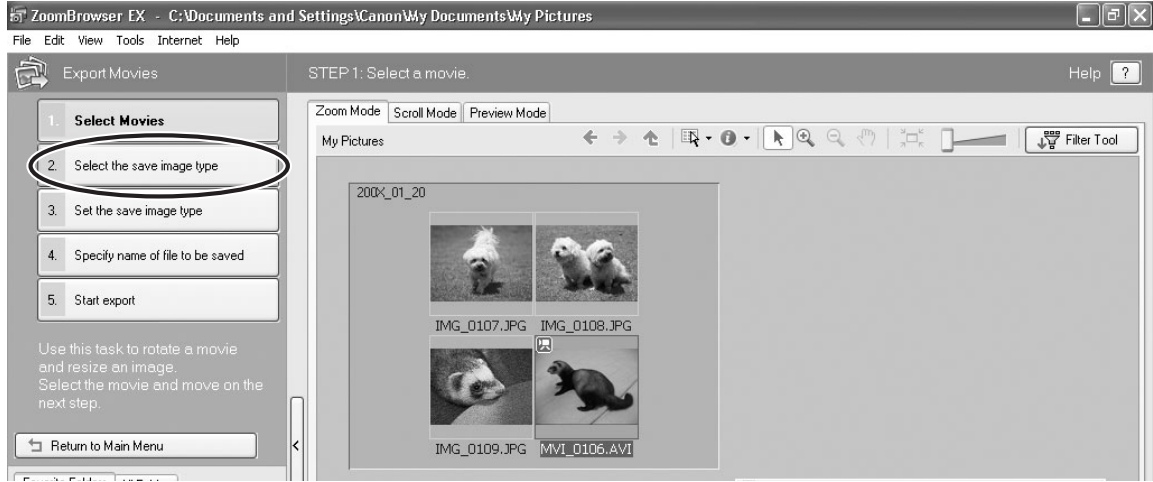 ZoomBrowser EX - C:\Documents and Settings\Canon\My Documents\My Pictures
File Edit View Tools Internet Help
Export Movies
STEP 1: Select a movie.
Help ?
1. Select Movies
2. Select the save image type
3. Set the save image type
4. Specify name of file to be saved
5. Start export
Use this task to rotate a movie
and resize an image.
Select the movie and move on the
next step.
Return to Main Menu
Zoom Mode Scroll Mode Preview Mode
My Pictures
Filter Tool
200X_01_20
IMG_0107.JPG IMG_0108.JPG
IMG_0109.JPG MVI_0106.AVI